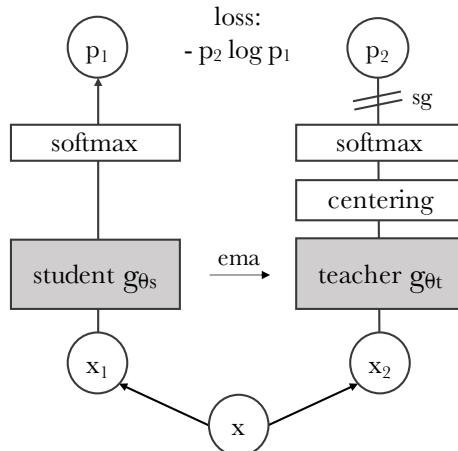 loss:
- p₂ log p₁
p₁
p₂
sg
softmax
softmax
centering
student gθs
ema
teacher gθt
x₁
x₂
x